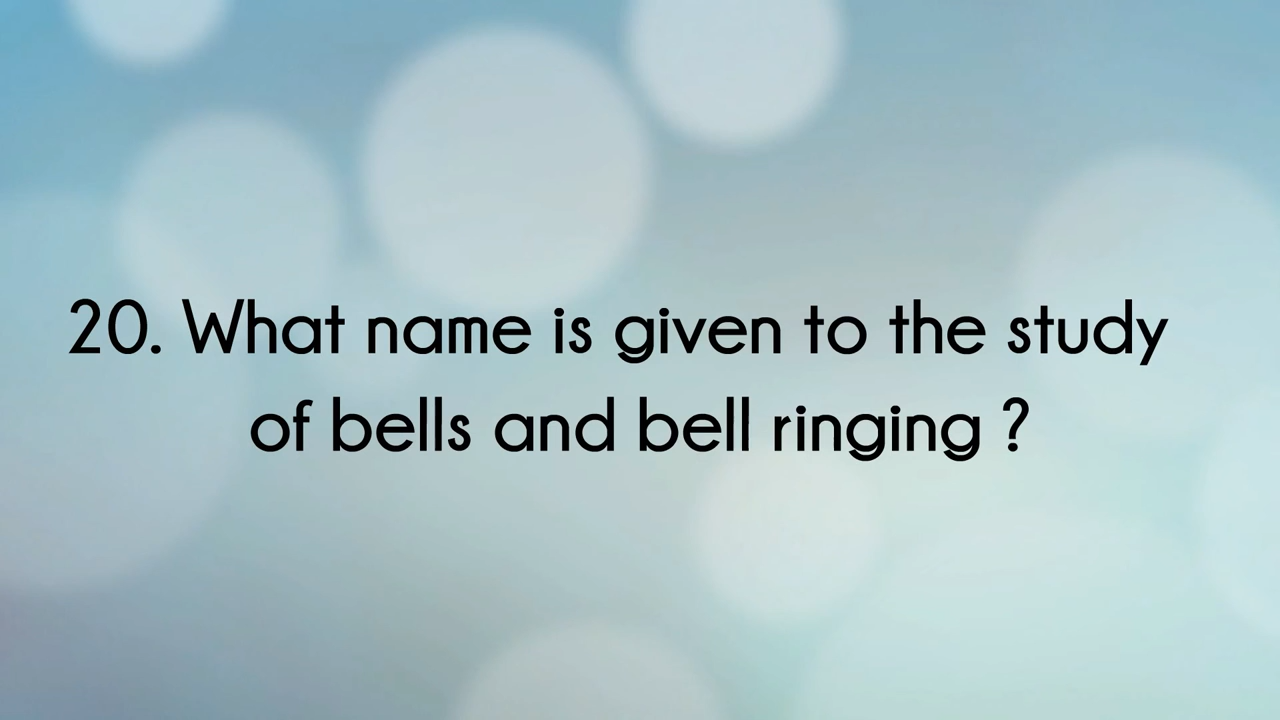 20. What name is given to the study
of bells and bell ringing ?